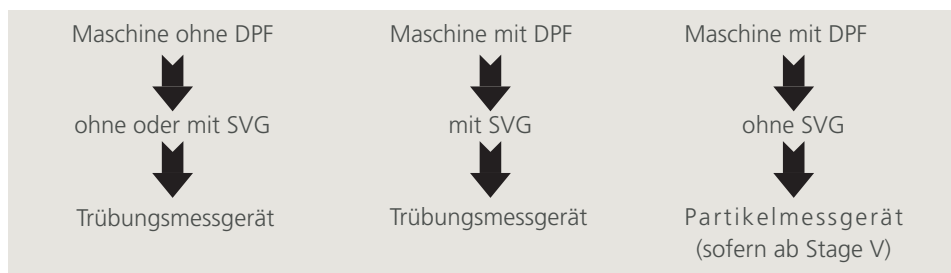 Maschine ohne DPF
ohne oder mit SVG
Trübungsmessgerät
Maschine mit DPF
mit SVG
Trübungsmessgerät
Maschine mit DPF
ohne SVG
Partikelmessgerät
(sofern ab Stage V)